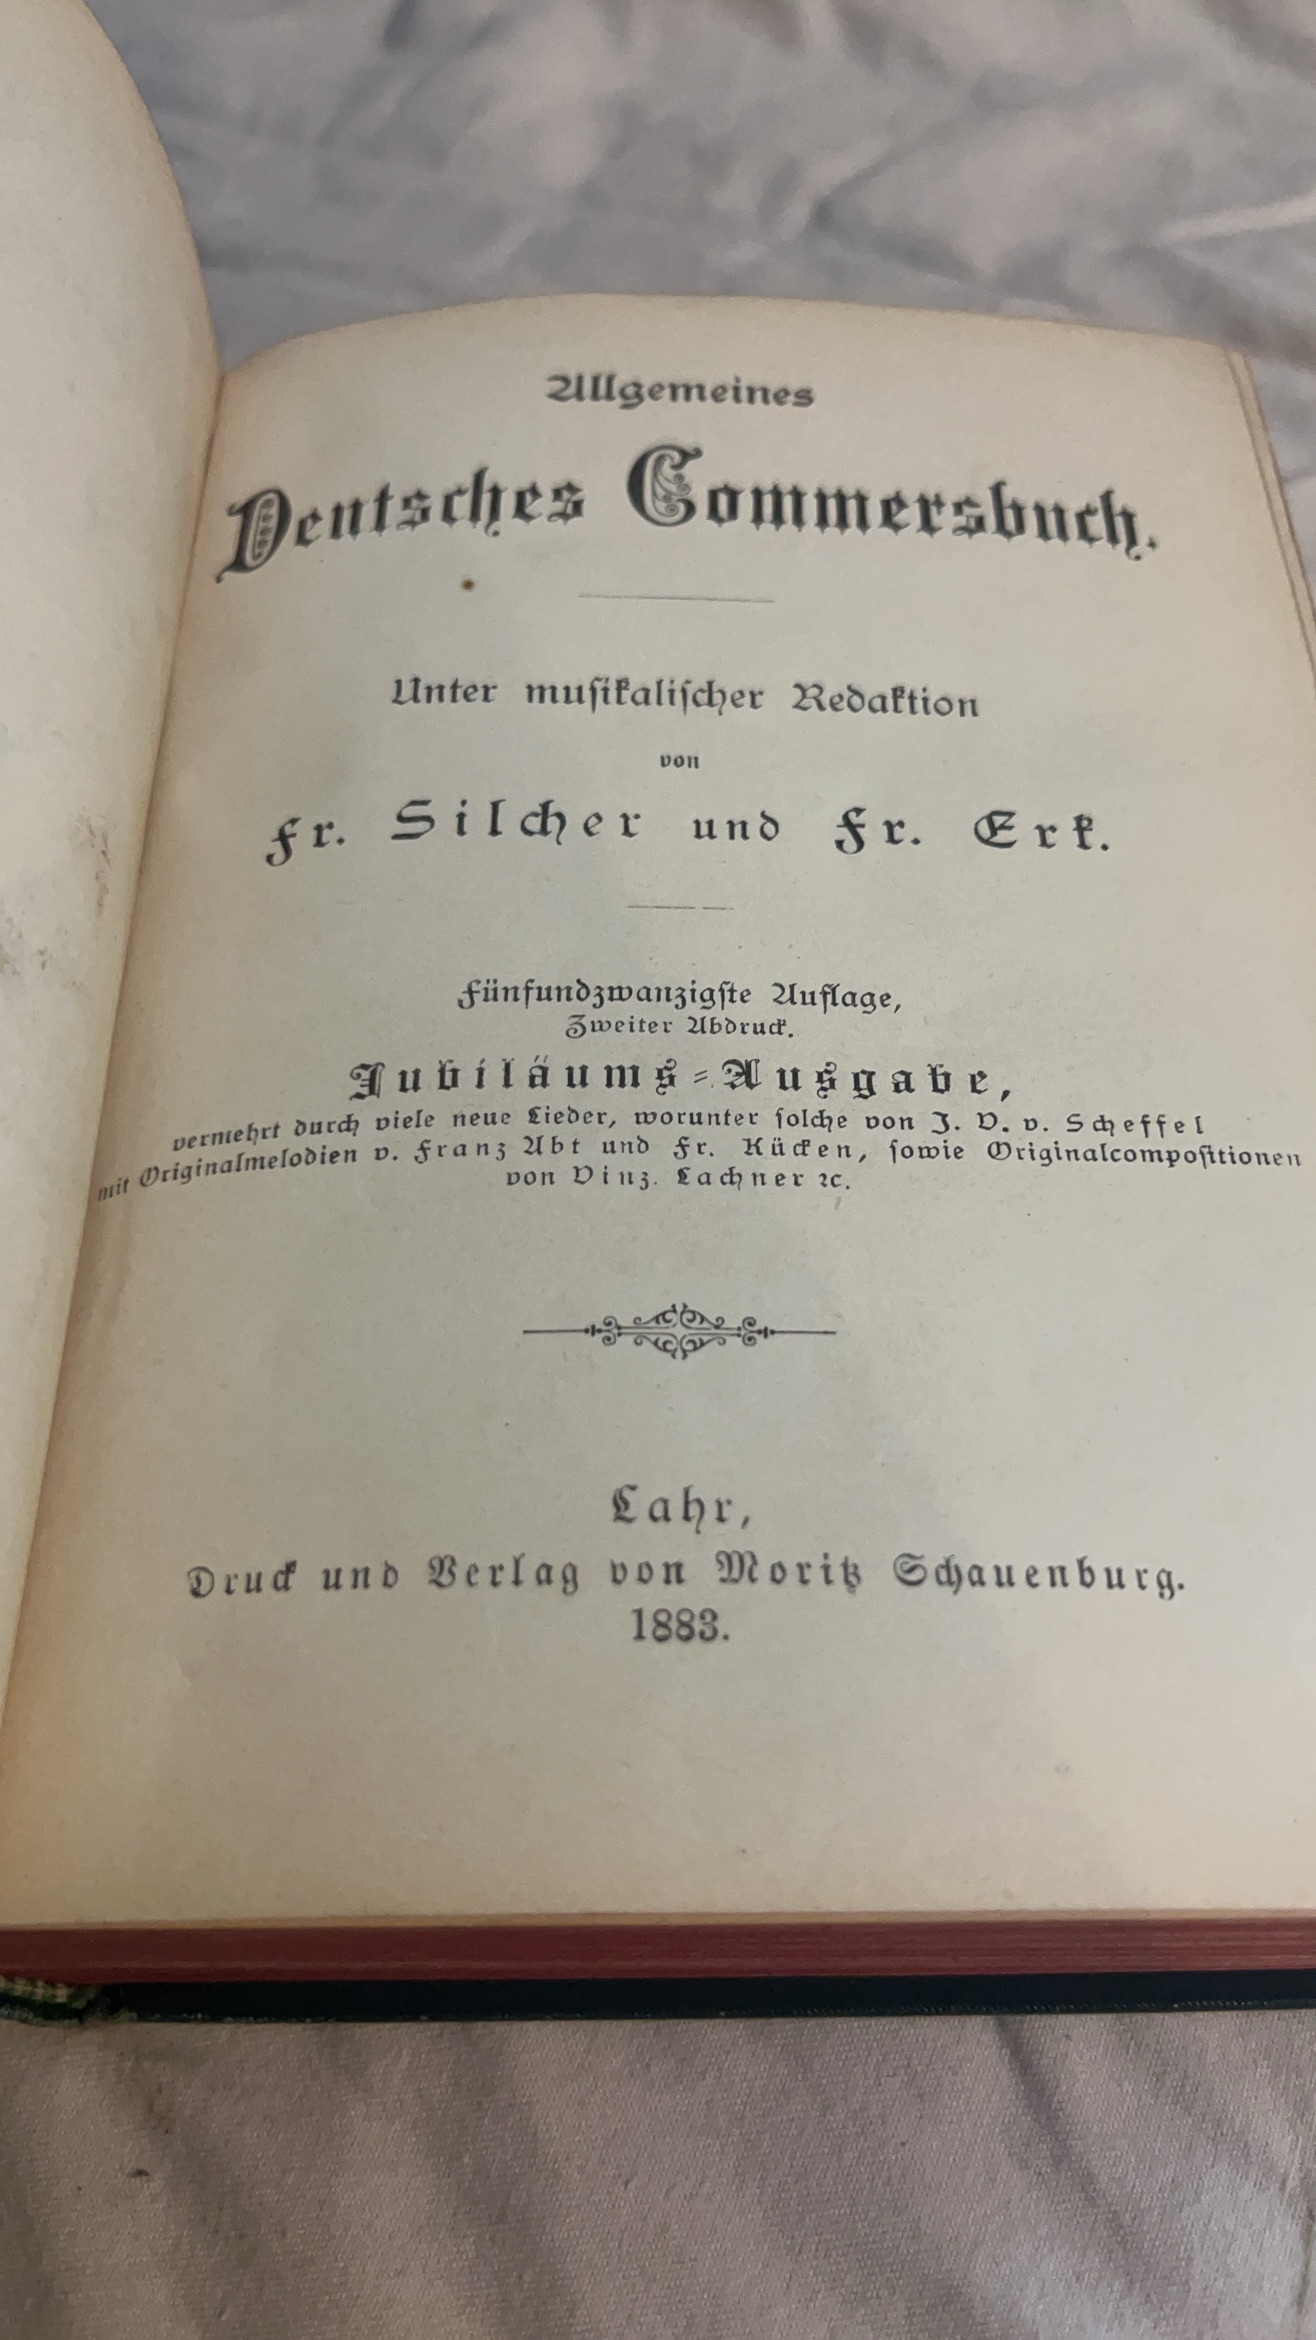 Allgemeines
Deutsches Commersbuch.
Unter muſikaliſcher Redaktion
von
Fr. Silcher und Fr. Erk.
Fünfundzwanzigſte Auflage,
Zweiter Abdruck.
Jubiläums-Ausgabe,
vermehrt durch viele neue Lieder, worunter ſolche von J. V. v. Scheffel
mit Originalmelodien v. Franz Abt und Fr. Kücken, ſowie Originalcompoſitionen
von Vinz. Lachner ꝛc.
Lahr,
Druck und Verlag von Moritz Schauenburg.
1883.